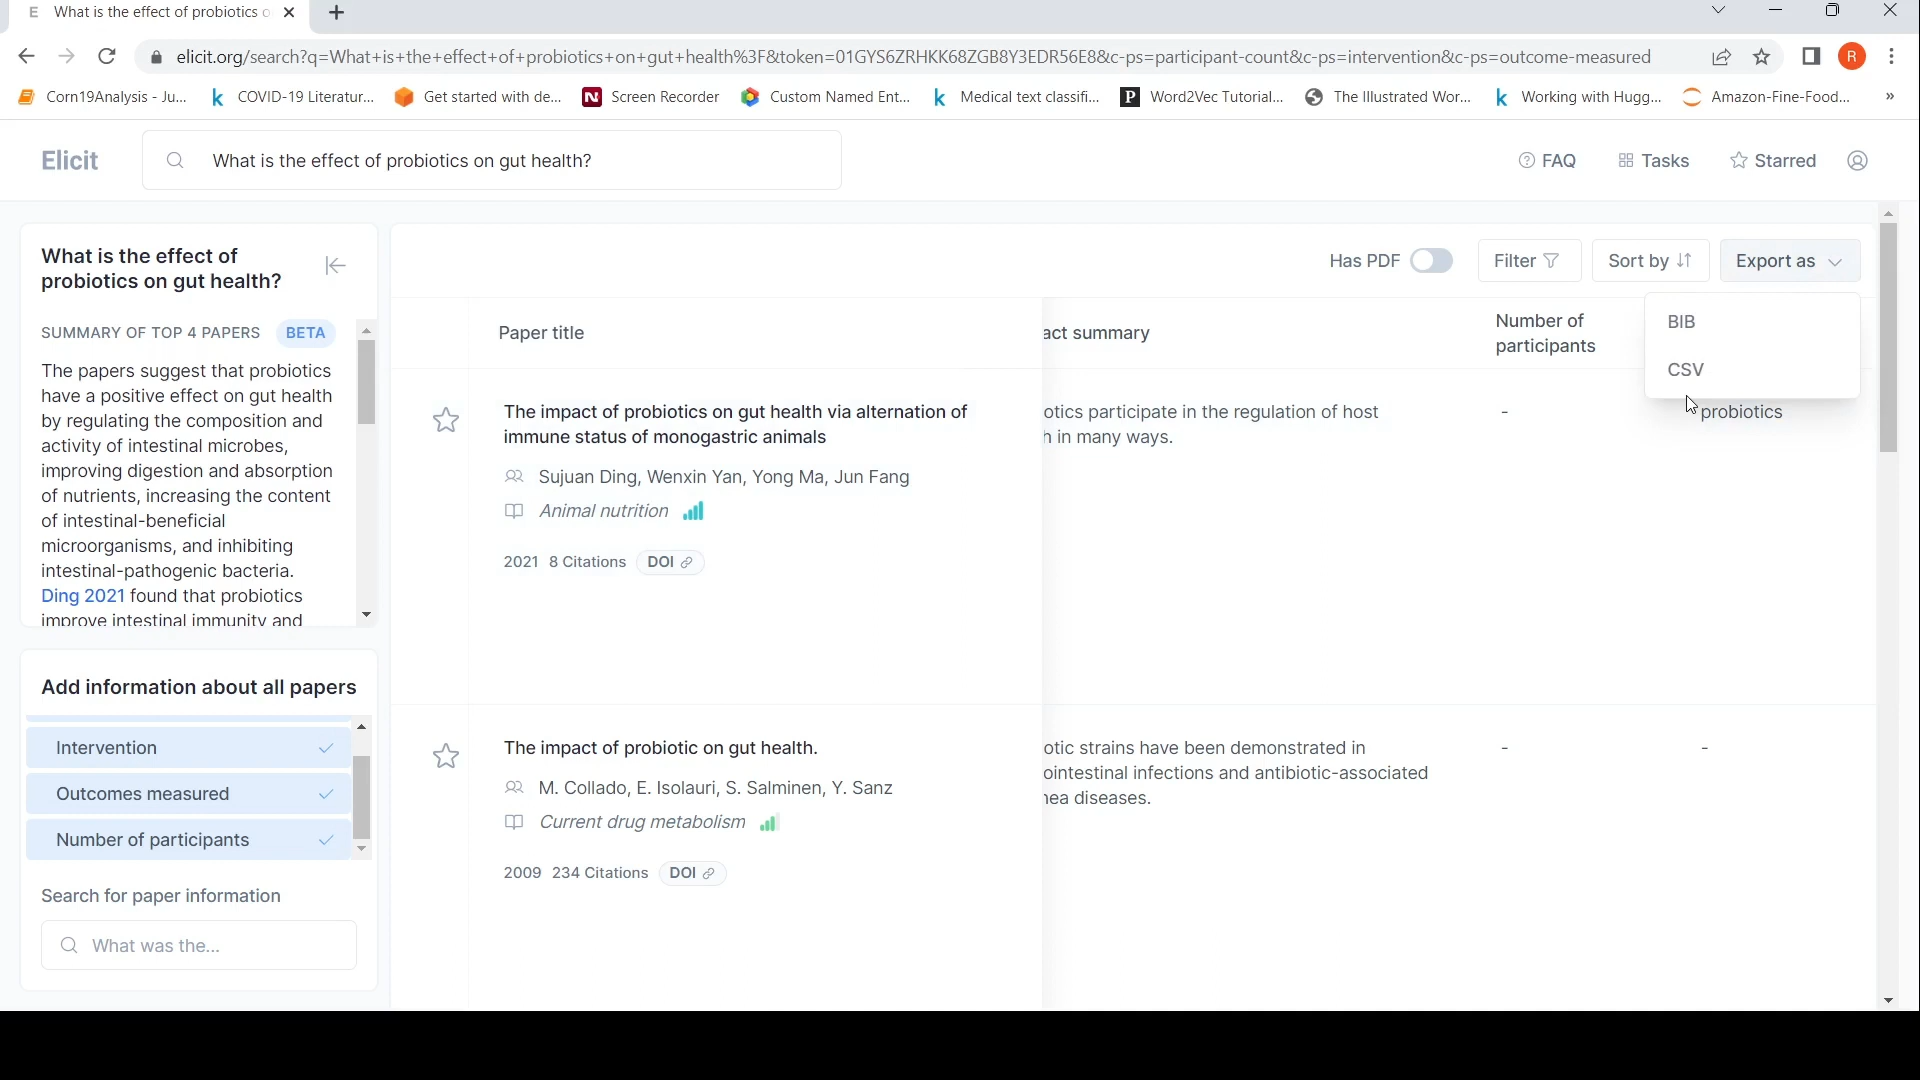 E What is the effect of probiotics o
elicit.org/search?q=What+is+the+effect+of+probiotics+on+gut+health%3F&token=01GYS6ZRHKK68ZGB8Y3EDR56E8&c-ps=participant-count&c-ps=intervention&c-ps=outcome-measured
R
Corn19Analysis - Ju... k COVID-19 Literatur... Get started with de... N Screen Recorder Custom Named Ent... k Medical text classifi... P Word2Vec Tutorial... The Illustrated Wor... k Working with Hugg... Amazon-Fine-Food... »
Elicit What is the effect of probiotics on gut health? FAQ Tasks Starred
What is the effect of
probiotics on gut health?
SUMMARY OF TOP 4 PAPERS BETA
The papers suggest that probiotics
have a positive effect on gut health
by regulating the composition and
activity of intestinal microbes,
improving digestion and absorption
of nutrients, increasing the content
of intestinal-beneficial
microorganisms, and inhibiting
intestinal-pathogenic bacteria.
Ding 2021 found that probiotics
improve intestinal immunity and
Add information about all papers
Intervention
Outcomes measured
Number of participants
Search for paper information
What was the...
Has PDF Filter Sort by Export as
BIB
CSV
Paper title
act summary
Number of
participants
The impact of probiotics on gut health via alternation of
immune status of monogastric animals
Sujuan Ding, Wenxin Yan, Yong Ma, Jun Fang
Animal nutrition
2021 8 Citations DOI
otics participate in the regulation of host
h in many ways.
-
probiotics
The impact of probiotic on gut health.
M. Collado, E. Isolauri, S. Salminen, Y. Sanz
Current drug metabolism
2009 234 Citations DOI
otic strains have been demonstrated in
ointestinal infections and antibiotic-associated
hea diseases.
-
-